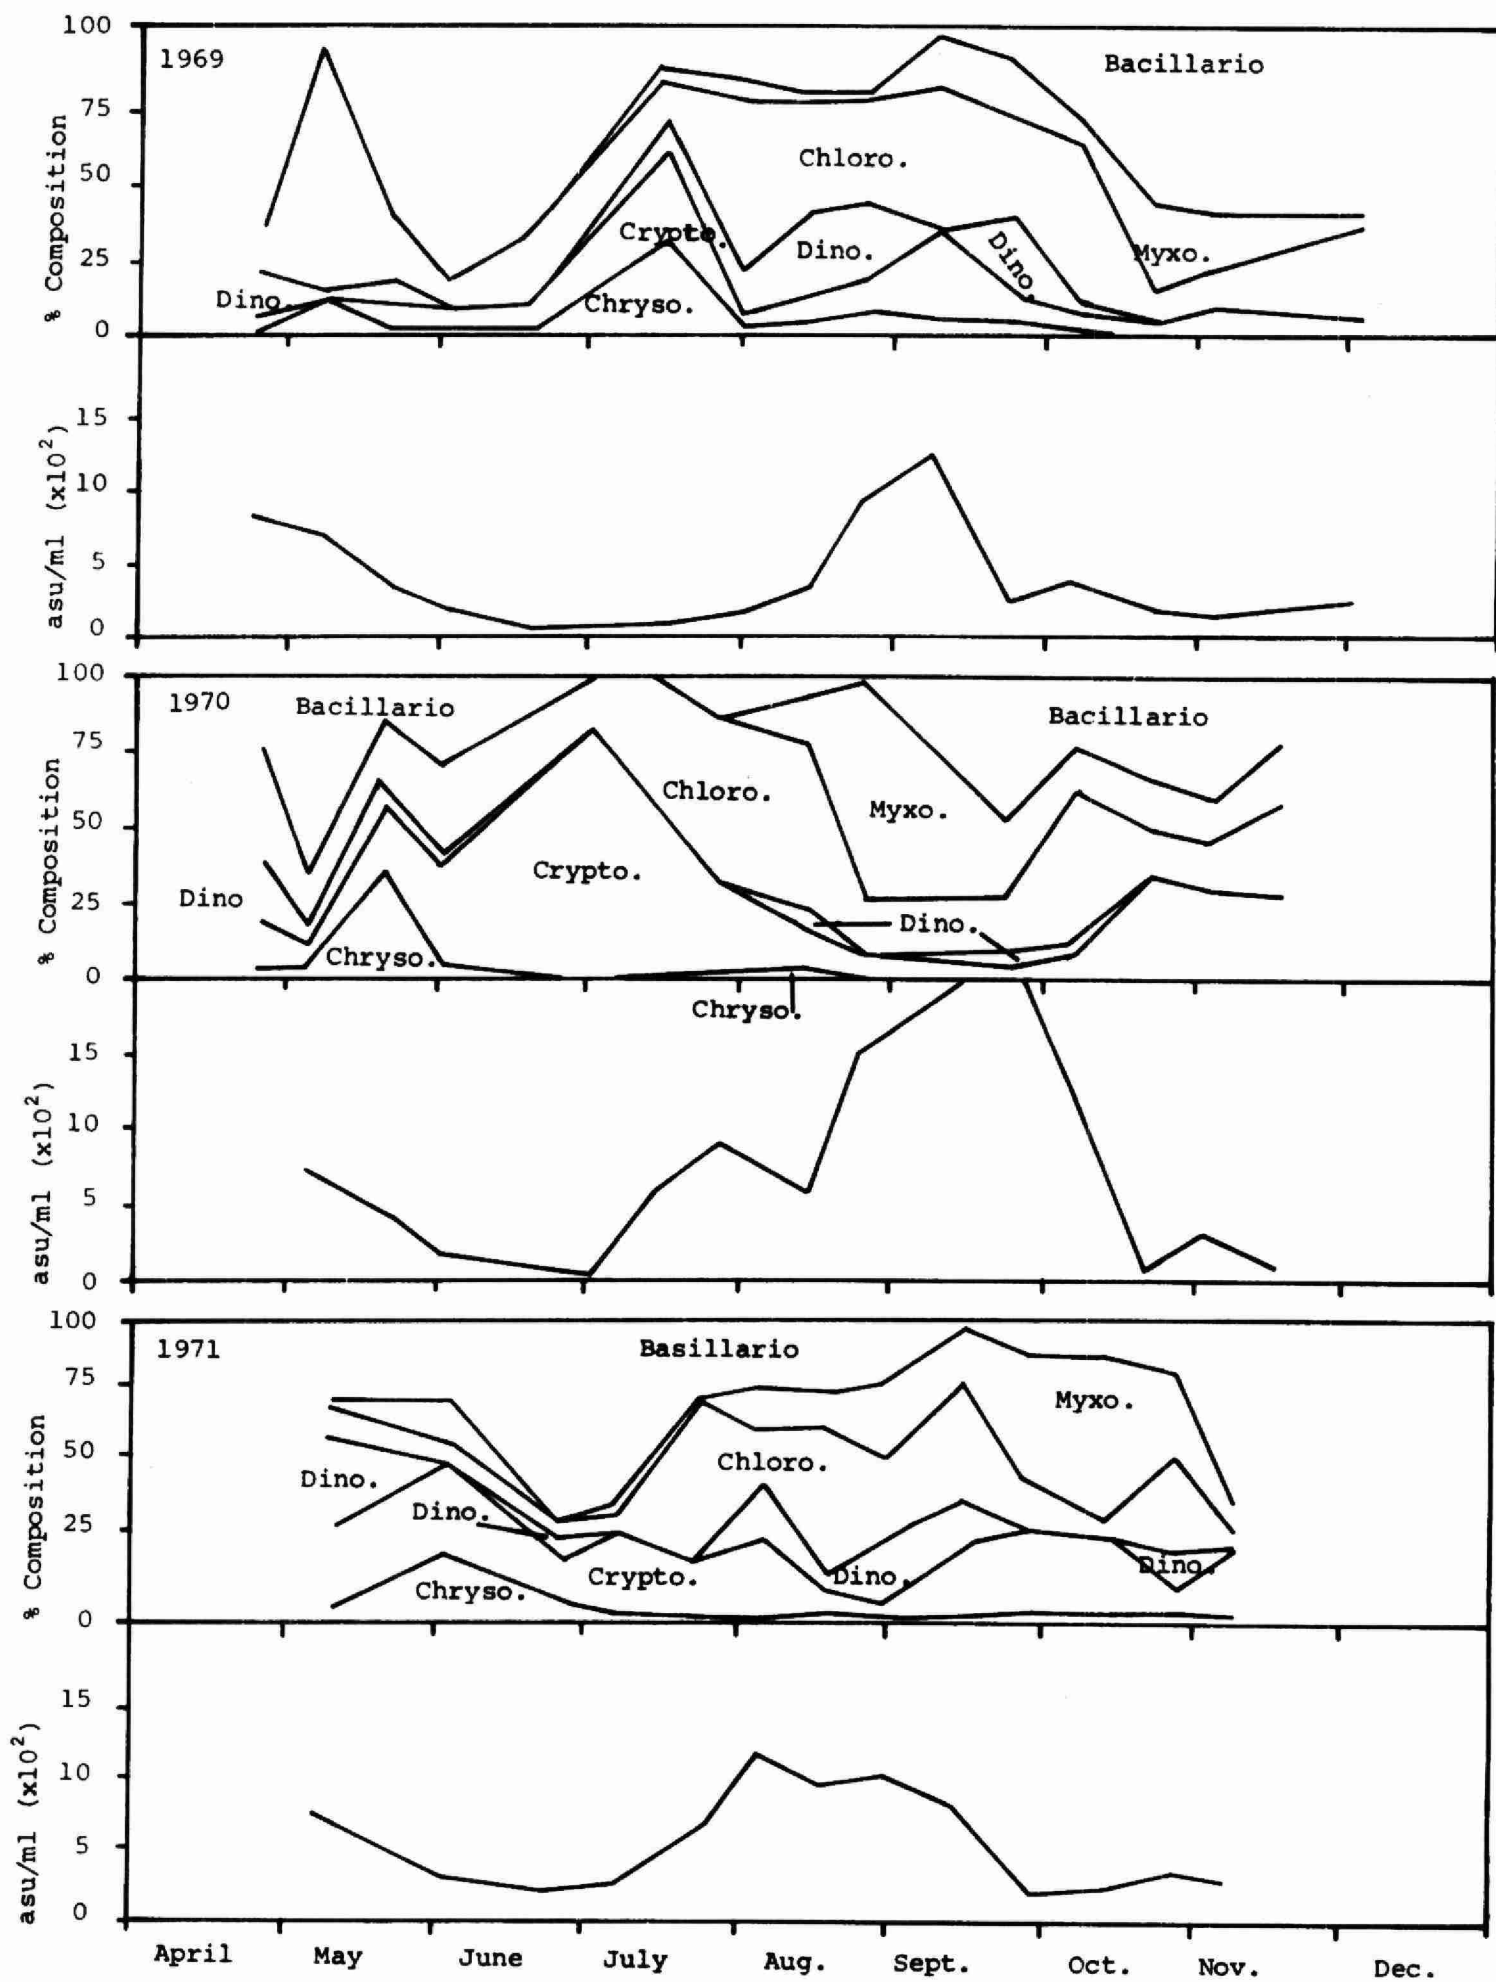 100
1969
Bacillario
75
% Composition
Chloro.
50
Crypto.
Dino.
25
Dino.
Myxo.
Dino.
Chryso.
0
15
asu/ml (x10²)
10
5
0
100
1970
Bacillario
Bacillario
75
% Composition
Chloro.
Myxo.
50
Crypto.
Dino
25
Dino.
Chryso.
0
Chryso.
15
asu/ml (x10²)
10
5
0
100
1971
Basillario
75
% Composition
Myxo.
50
Chloro.
Dino.
Dino.
25
Crypto.
Dino.
Dino.
Chryso.
0
15
asu/ml (x10²)
10
5
0
April May June July Aug. Sept. Oct. Nov. Dec.